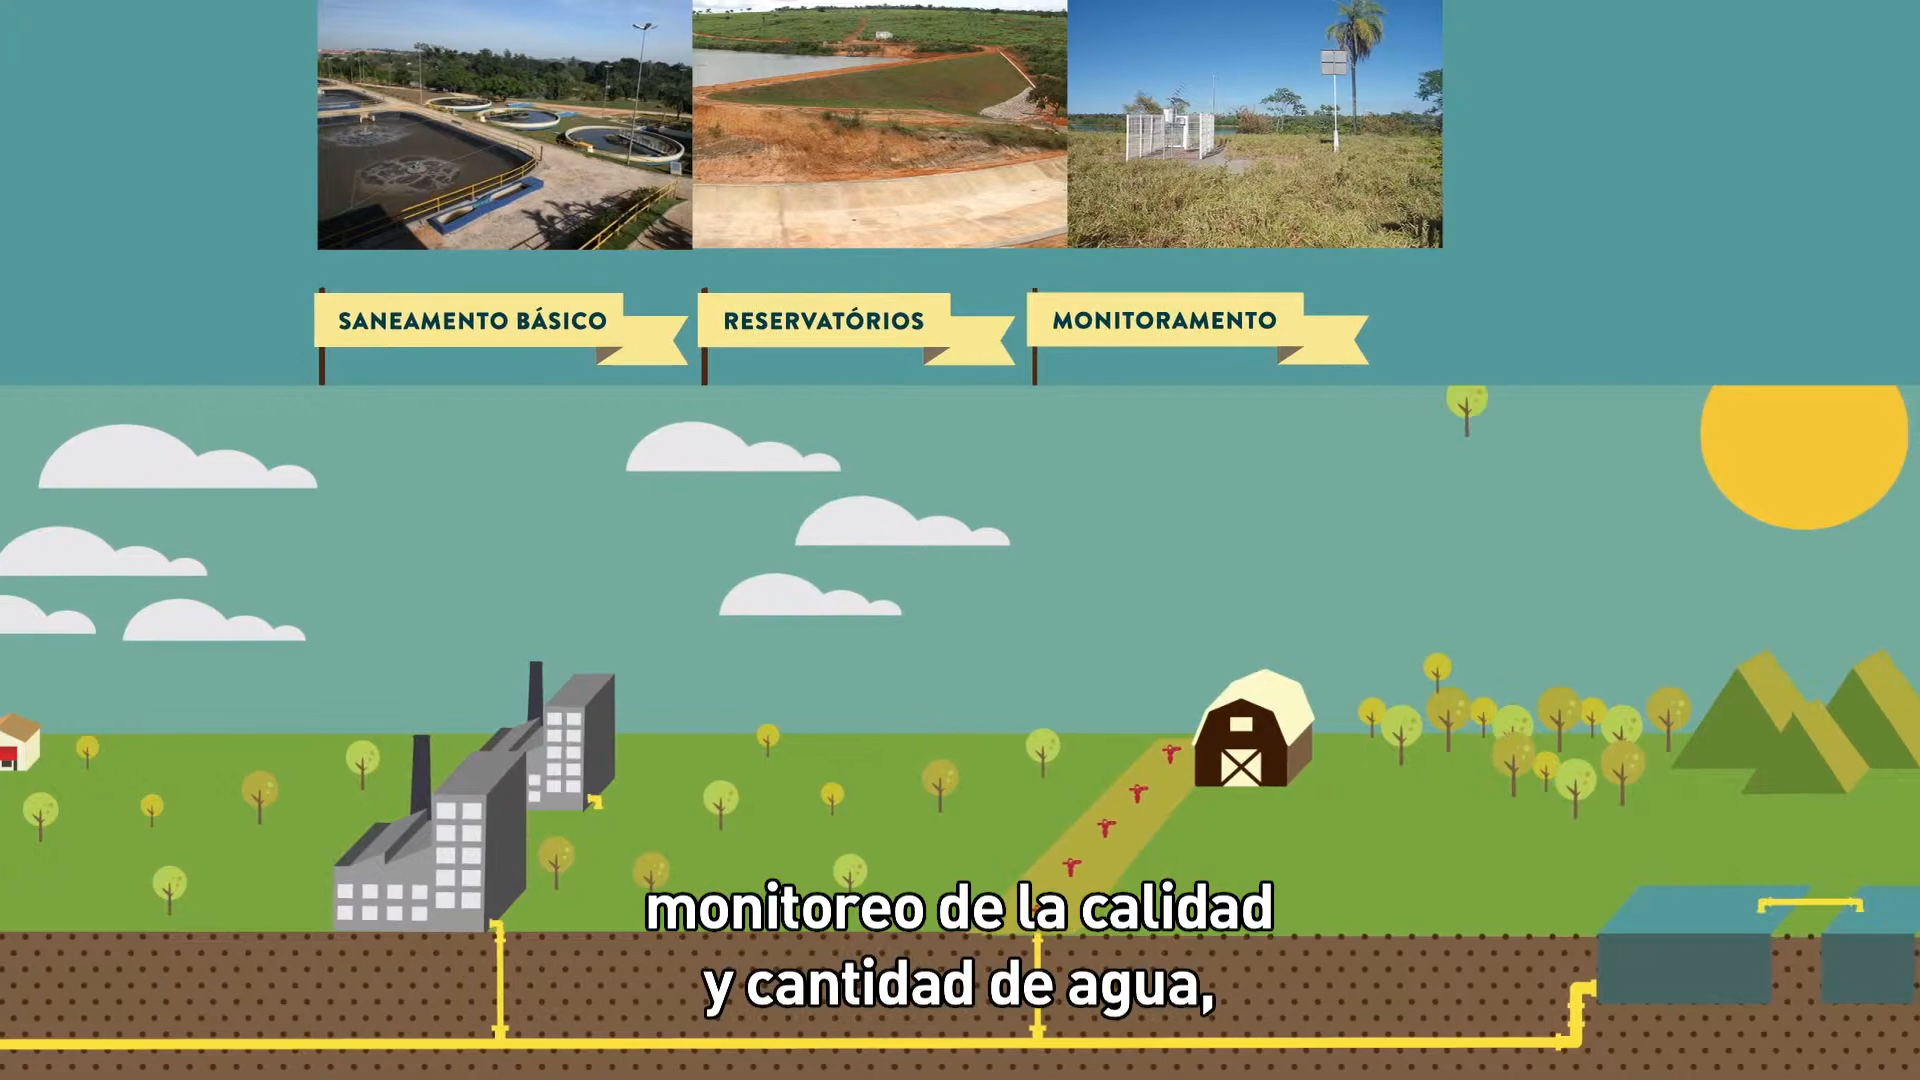 SANEAMENTO BÁSICO
RESERVATÓRIOS
MONITORAMENTO
monitoreo de la calidad
y cantidad de agua,